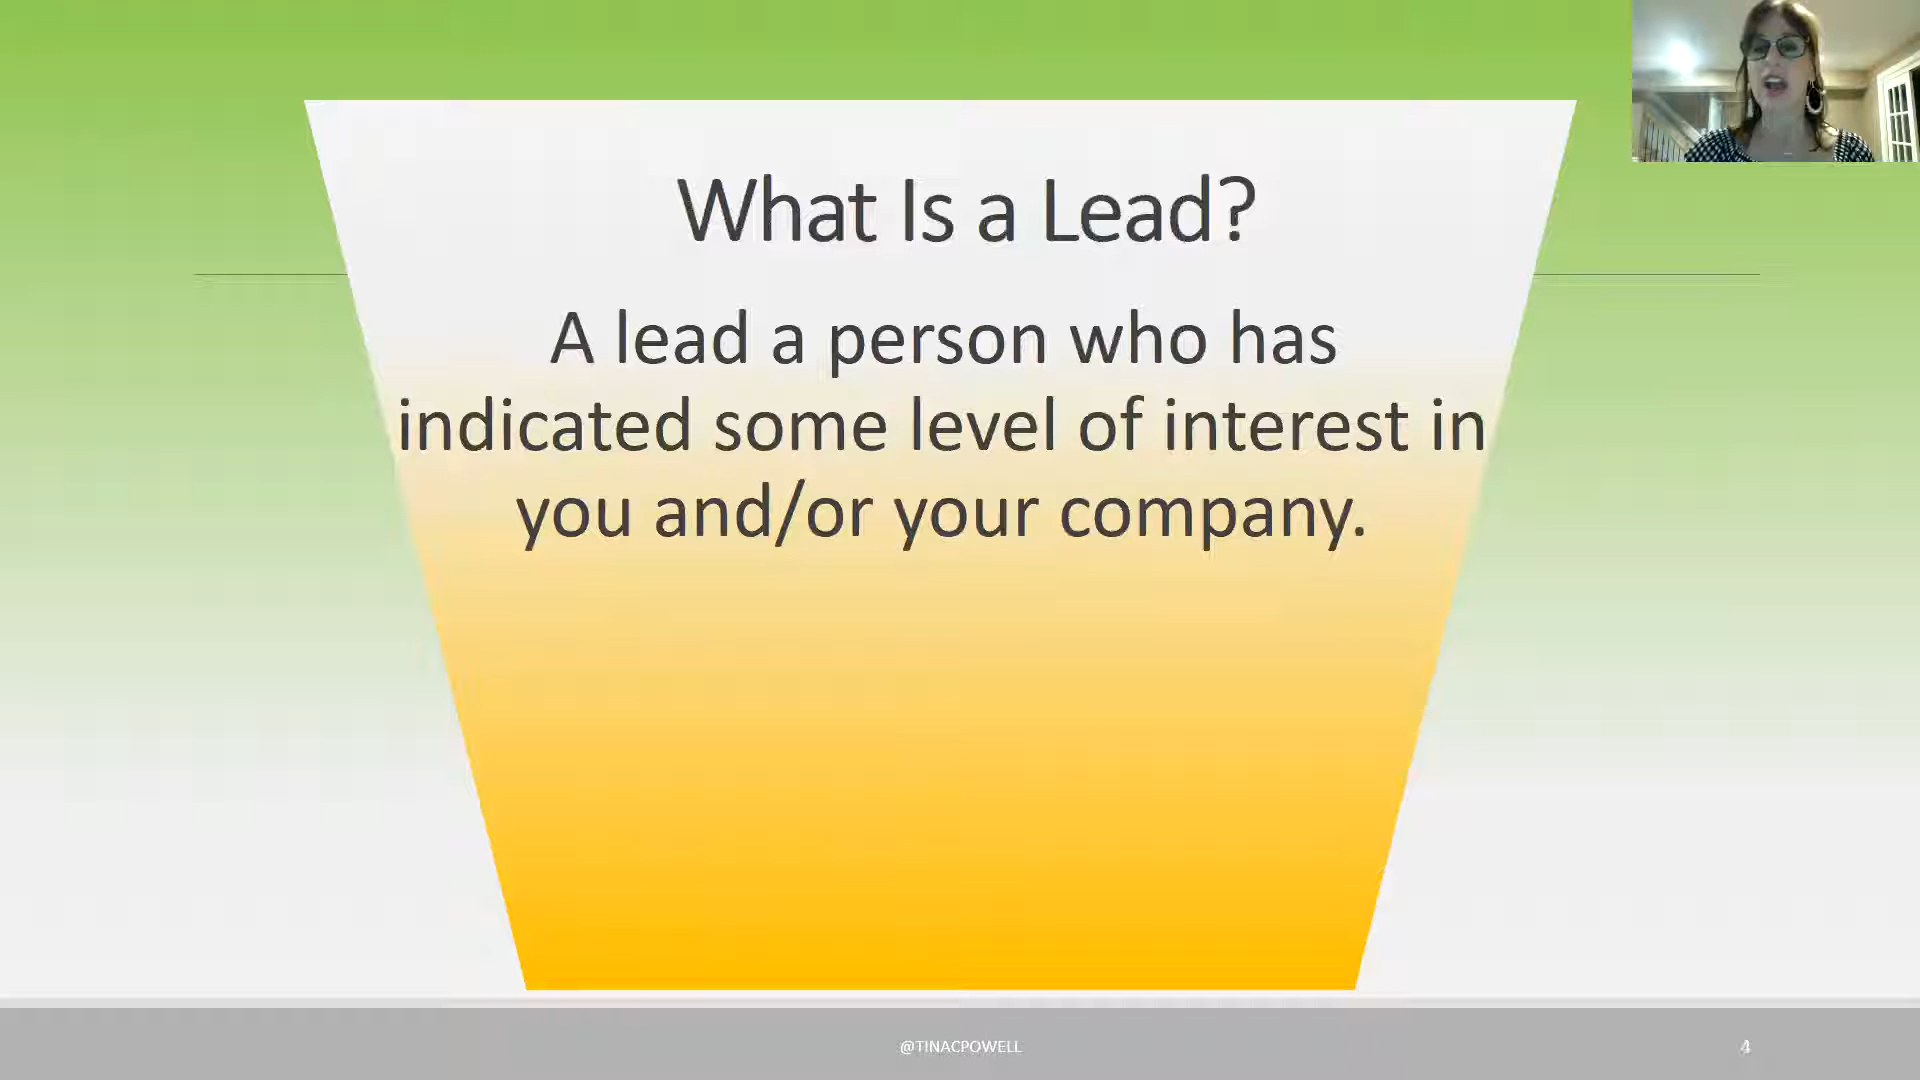 What Is a Lead?
A lead a person who has
indicated some level of interest in
you and/or your company.
@TINACPOWELL
4